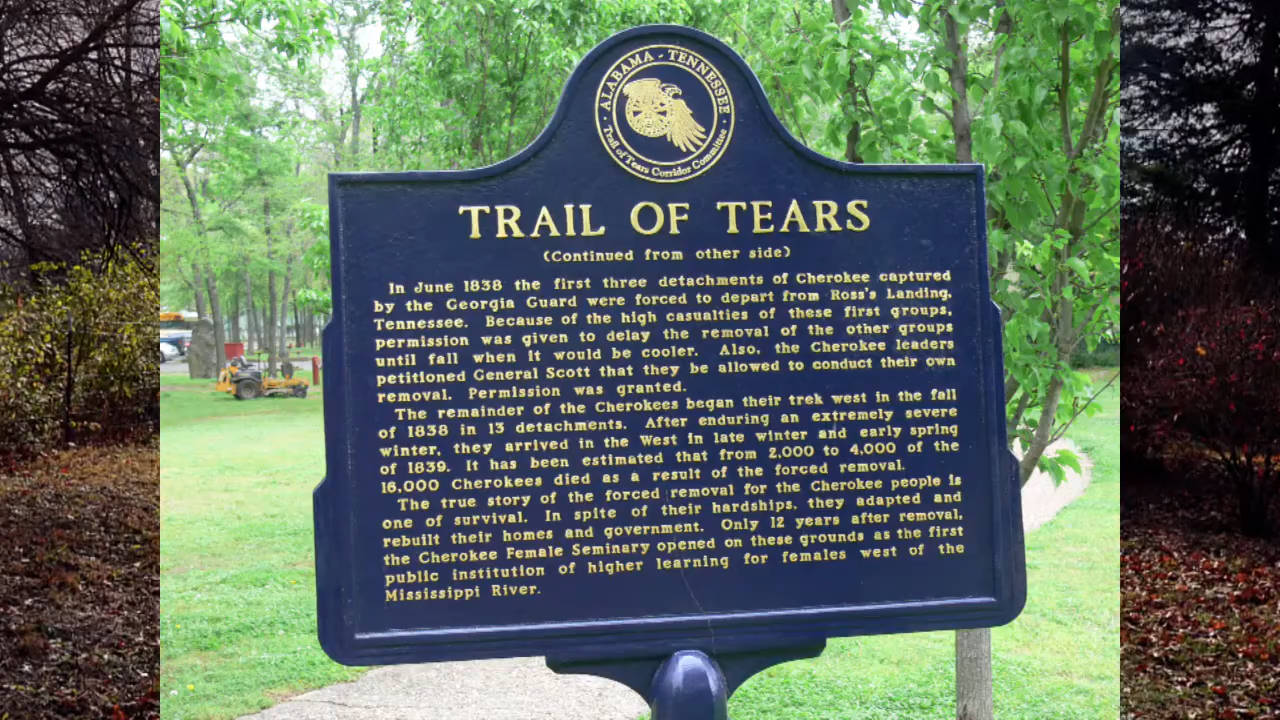 ALABAMA - TENNESSEE
Trail of Tears Corridor Committee
TRAIL OF TEARS
(Continued from other side)
In June 1838 the first three detachments of Cherokee captured
by the Georgia Guard were forced to depart from Ross's Landing,
Tennessee. Because of the high casualties of these first groups,
permission was given to delay the removal of the other groups
until fall when it would be cooler. Also, the Cherokee leaders
petitioned General Scott that they be allowed to conduct their own
removal. Permission was granted.
The remainder of the Cherokees began their trek west in the fall
of 1838 in 13 detachments. After enduring an extremely severe
winter, they arrived in the West in late winter and early spring
of 1839. It has been estimated that from 2,000 to 4,000 of the
16,000 Cherokees died as a result of the forced removal.
The true story of the forced removal for the Cherokee people is
one of survival. In spite of their hardships, they adapted and
rebuilt their homes and government. Only 12 years after removal,
the Cherokee Female Seminary opened on these grounds as the first
public institution of higher learning for females west of the
Mississippi River.